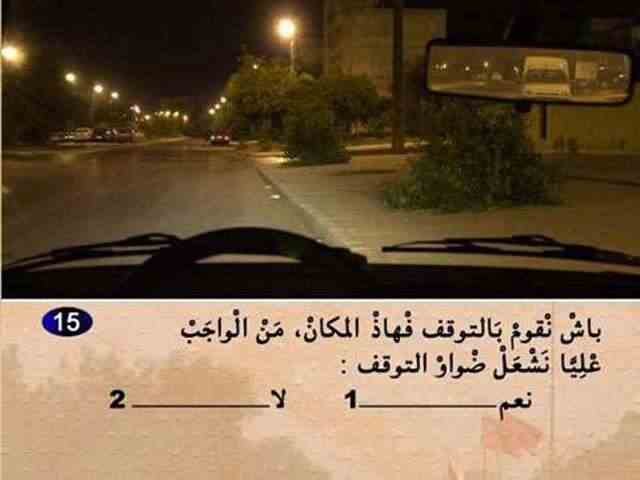 15
باشْ نْقومْ بَالتوقف فْهاذْ المكانْ، مَنْ الْواجَبْ
عْلِيَّا نَشْعَلْ ضْواوْ التوقف :
نعم 1 لا 2